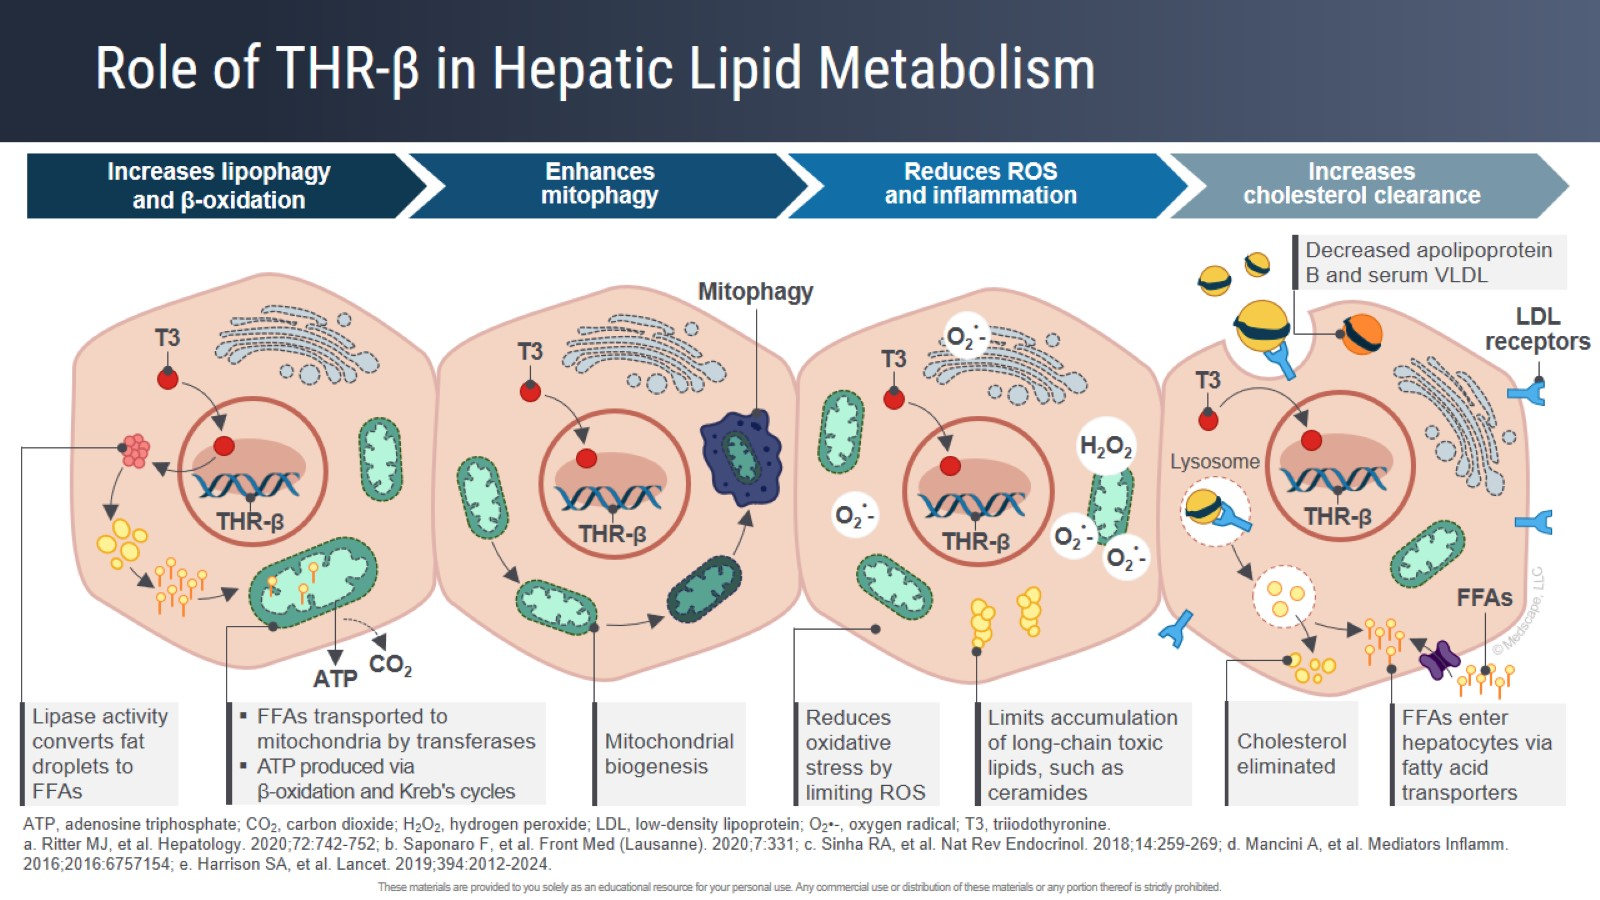 Role of THR-β in Hepatic Lipid Metabolism
Increases lipophagy
and β-oxidation
Enhances
mitophagy
Reduces ROS
and inflammation
Increases
cholesterol clearance
T3
THR-β
ATP
CO₂
Lipase activity
converts fat
droplets to
FFAs
▪ FFAs transported to
mitochondria by transferases
▪ ATP produced via
β-oxidation and Kreb's cycles
Mitophagy
T3
THR-β
Mitochondrial
biogenesis
O₂•-
T3
H₂O₂
O₂•-
O₂•-
O₂•-
THR-β
Reduces
oxidative
stress by
limiting ROS
Limits accumulation
of long-chain toxic
lipids, such as
ceramides
Decreased apolipoprotein
B and serum VLDL
LDL
receptors
T3
Lysosome
THR-β
FFAs
© Medscape, LLC
Cholesterol
eliminated
FFAs enter
hepatocytes via
fatty acid
transporters
ATP, adenosine triphosphate; CO₂, carbon dioxide; H₂O₂, hydrogen peroxide; LDL, low-density lipoprotein; O₂•-, oxygen radical; T3, triiodothyronine.
a. Ritter MJ, et al. Hepatology. 2020;72:742-752; b. Saponaro F, et al. Front Med (Lausanne). 2020;7:331; c. Sinha RA, et al. Nat Rev Endocrinol. 2018;14:259-269; d. Mancini A, et al. Mediators Inflamm.
2016;2016:6757154; e. Harrison SA, et al. Lancet. 2019;394:2012-2024.
These materials are provided to you solely as an educational resource for your personal use. Any commercial use or distribution of these materials or any portion thereof is strictly prohibited.